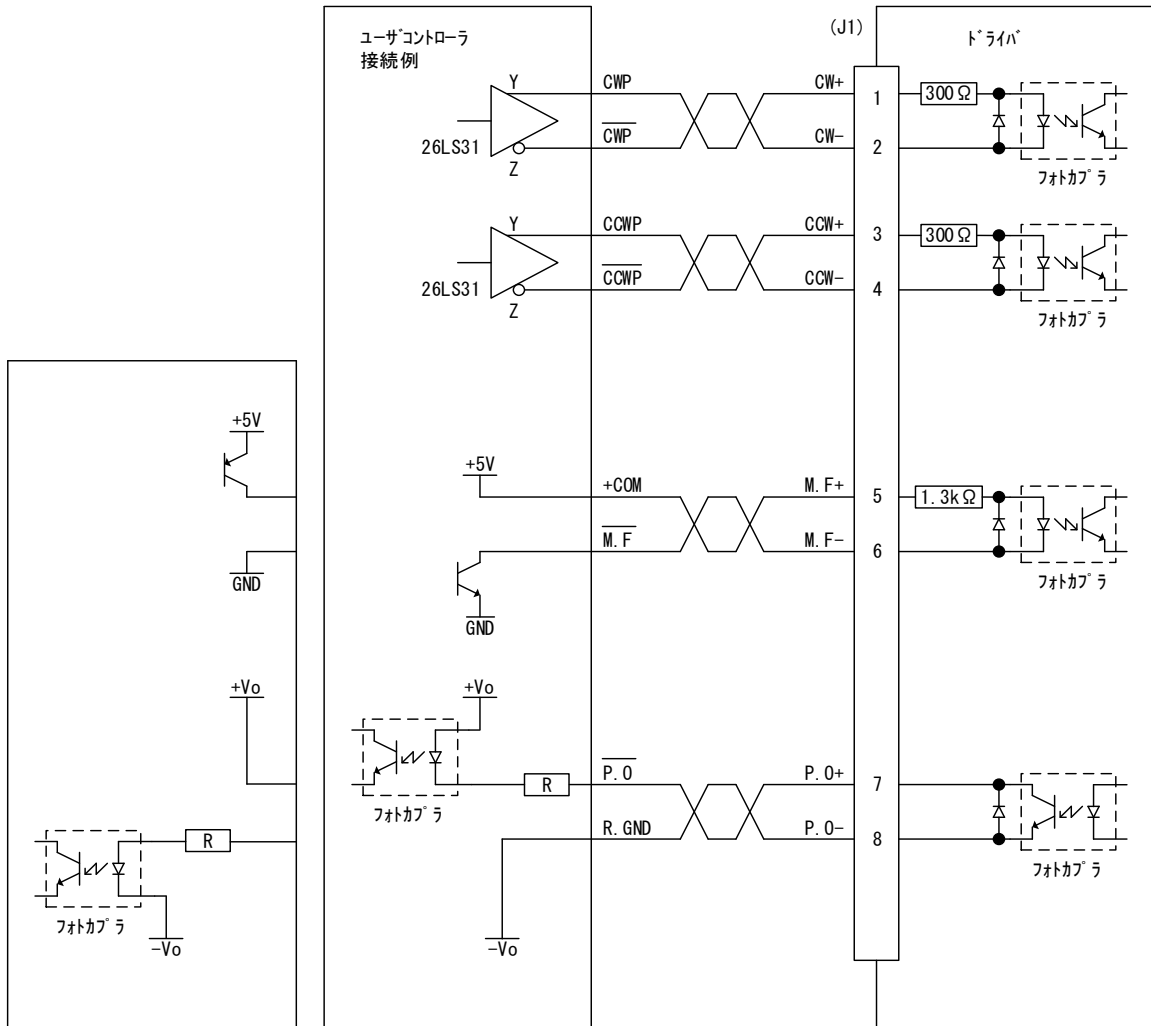 (J1)
ユーザコントローラ
接続例
ドライバ
Y
CWP
CW+
1
300Ω
26LS31
CWP
CW-
2
Z
フォトカプラ
Y
CCWP
CCW+
3
300Ω
26LS31
CCWP
CCW-
4
Z
フォトカプラ
+5V
+5V
+COM
M.F+
5
1.3kΩ
M.F
M.F-
6
GND
フォトカプラ
GND
+Vo
+Vo
P.O
P.O+
7
R
フォトカプラ
R.GND
P.O-
8
R
フォトカプラ
フォトカプラ
-Vo
-Vo